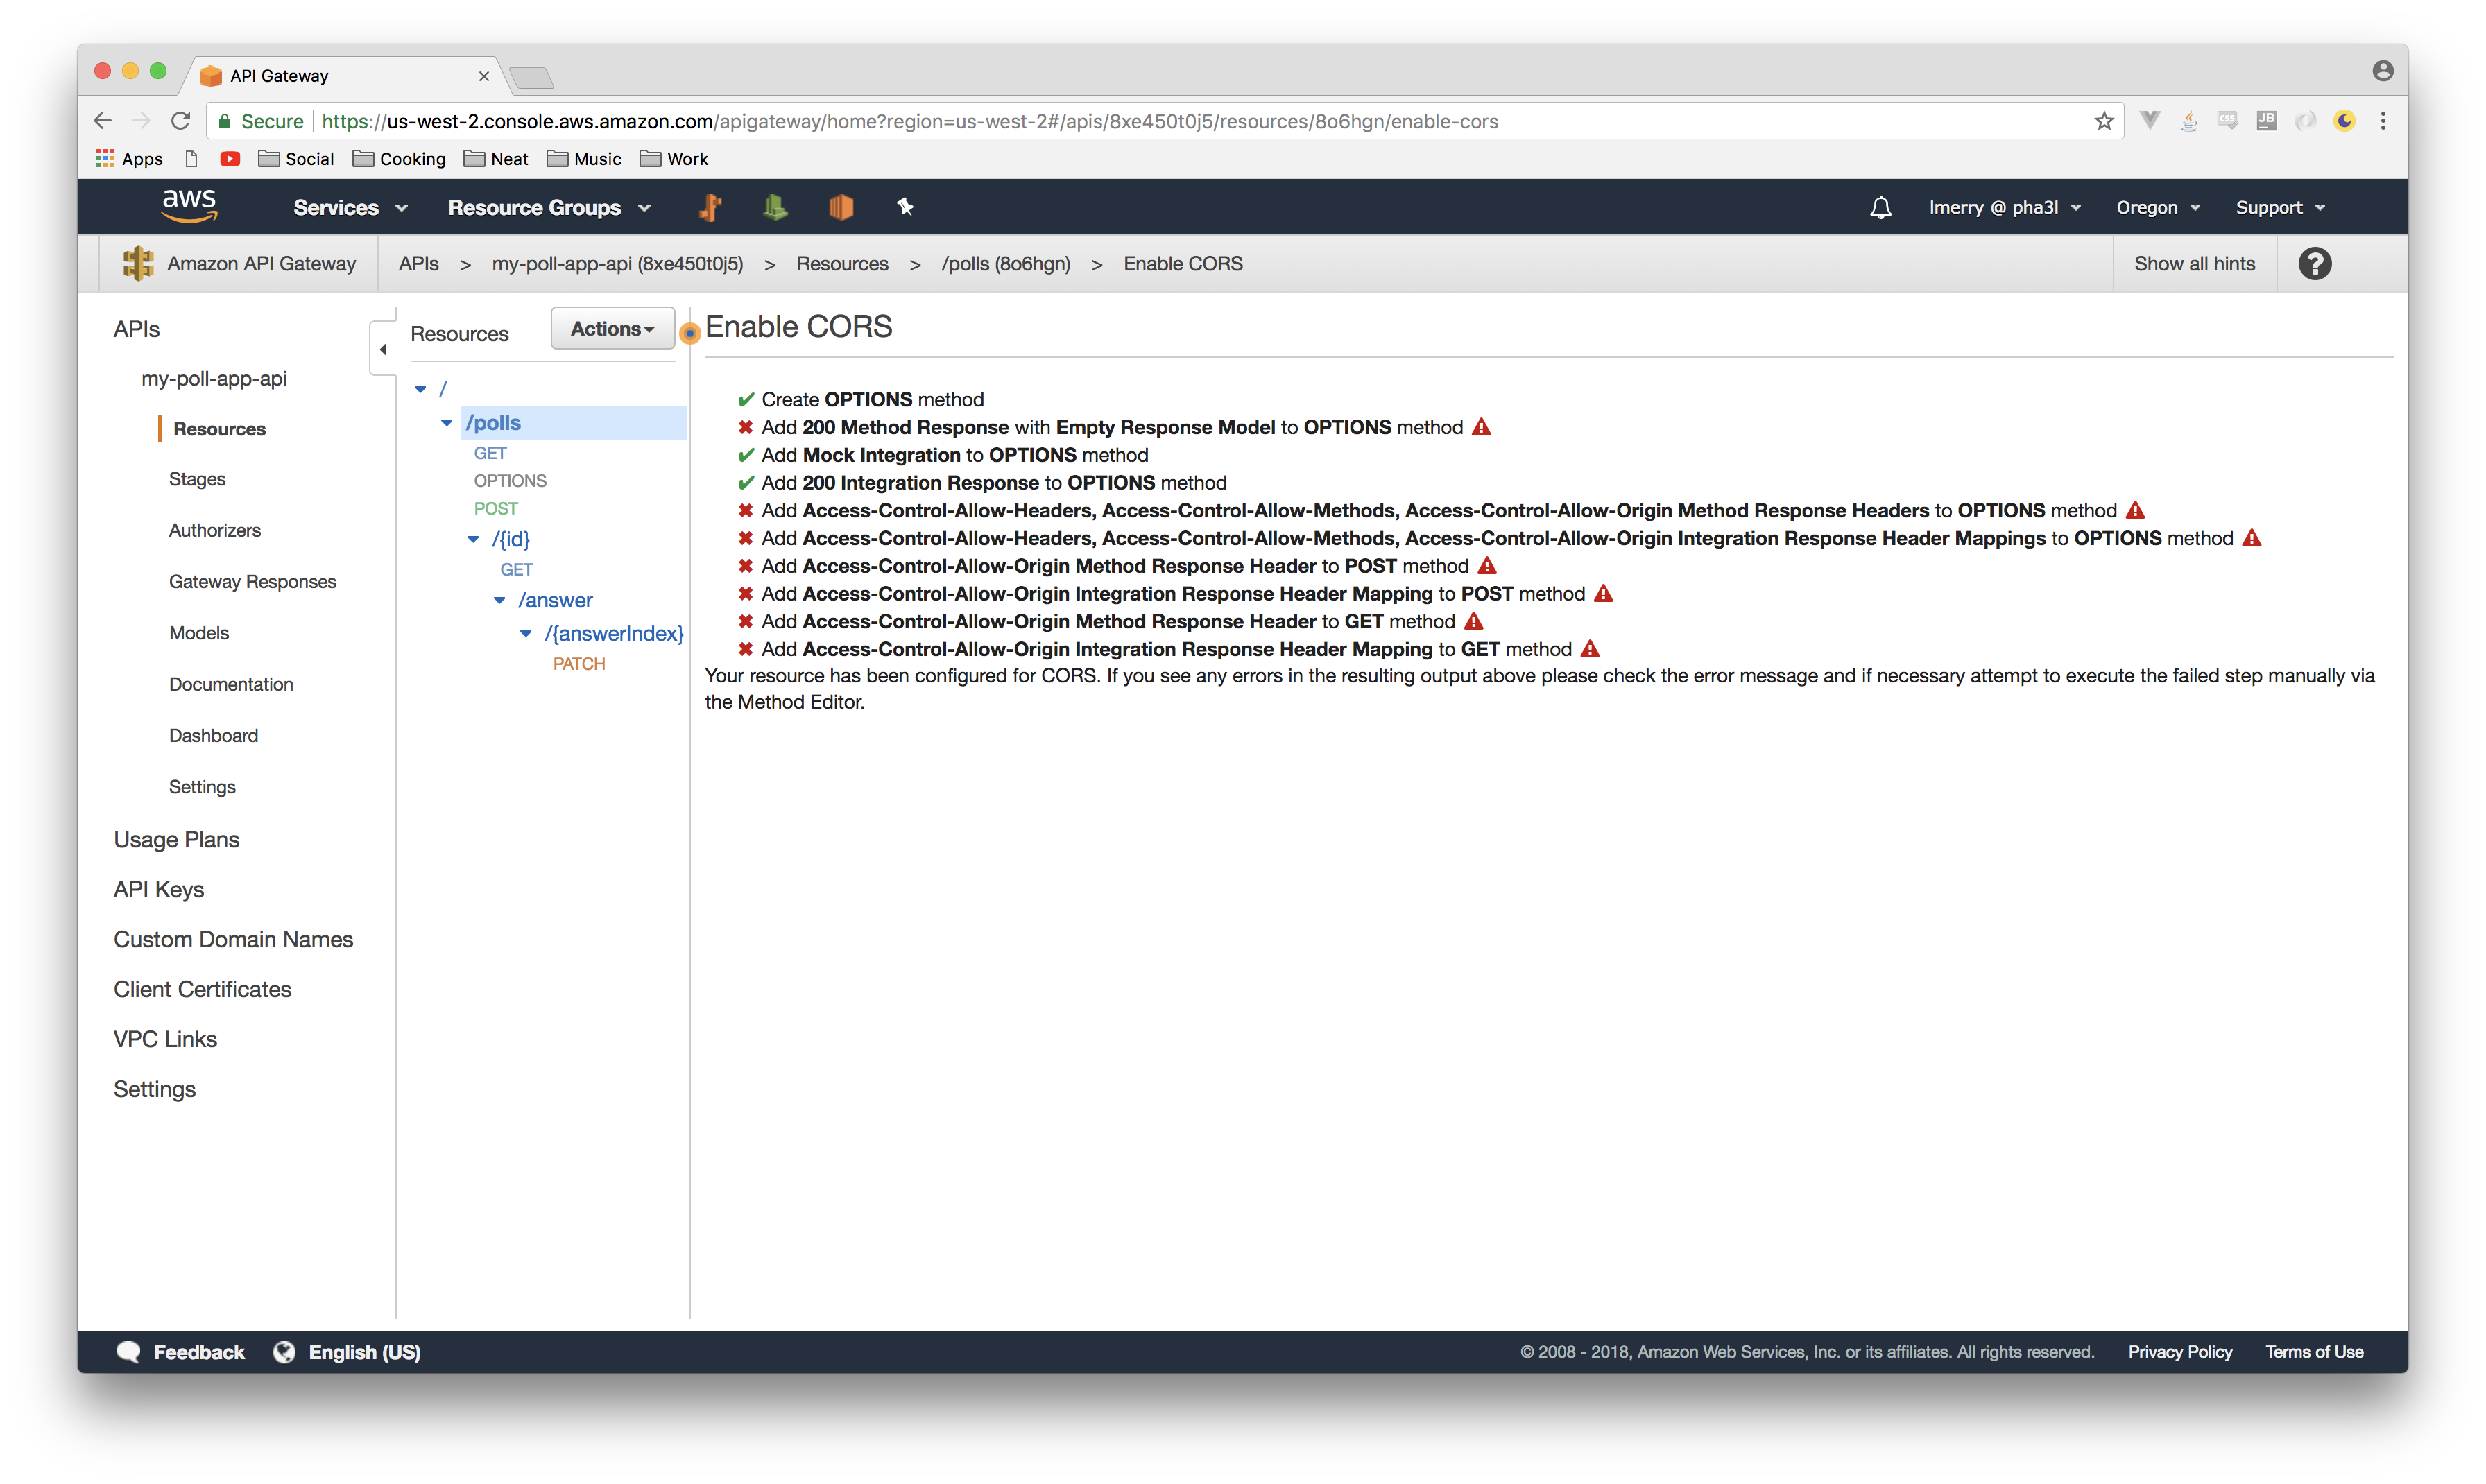 API Gateway
Secure https://us-west-2.console.aws.amazon.com/apigateway/home?region=us-west-2#/apis/8xe450t0j5/resources/8o6hgn/enable-cors
CSS
JB
Apps Social Cooking Neat Music Work
aws Services Resource Groups lmerry @ pha3l Oregon Support
Amazon API Gateway APIs > my-poll-app-api (8xe450t0j5) > Resources > /polls (8o6hgn) > Enable CORS Show all hints ?
APIs
my-poll-app-api
Resources
Stages
Authorizers
Gateway Responses
Models
Documentation
Dashboard
Settings
Usage Plans
API Keys
Custom Domain Names
Client Certificates
VPC Links
Settings
Resources Actions
/
/polls
GET
OPTIONS
POST
/{id}
GET
/answer
/{answerIndex}
PATCH
Enable CORS
✔ Create OPTIONS method
✖ Add 200 Method Response with Empty Response Model to OPTIONS method
✔ Add Mock Integration to OPTIONS method
✔ Add 200 Integration Response to OPTIONS method
✖ Add Access-Control-Allow-Headers, Access-Control-Allow-Methods, Access-Control-Allow-Origin Method Response Headers to OPTIONS method
✖ Add Access-Control-Allow-Headers, Access-Control-Allow-Methods, Access-Control-Allow-Origin Integration Response Header Mappings to OPTIONS method
✖ Add Access-Control-Allow-Origin Method Response Header to POST method
✖ Add Access-Control-Allow-Origin Integration Response Header Mapping to POST method
✖ Add Access-Control-Allow-Origin Method Response Header to GET method
✖ Add Access-Control-Allow-Origin Integration Response Header Mapping to GET method
Your resource has been configured for CORS. If you see any errors in the resulting output above please check the error message and if necessary attempt to execute the failed step manually via
the Method Editor.
Feedback English (US) © 2008 - 2018, Amazon Web Services, Inc. or its affiliates. All rights reserved. Privacy Policy Terms of Use